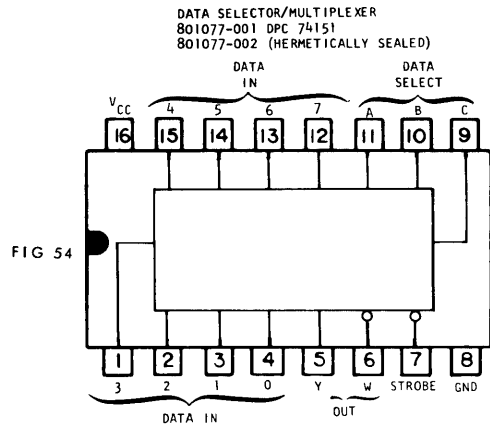 DATA SELECTOR/MULTIPLEXER
801077-001 DPC 74151
801077-002 (HERMETICALLY SEALED)
DATA IN
DATA SELECT
VCC 4 5 6 7 A B C
16 15 14 13 12 11 10 9
FIG 54
1 2 3 4 5 6 7 8
3 2 1 0 Y W STROBE GND
DATA IN
OUT